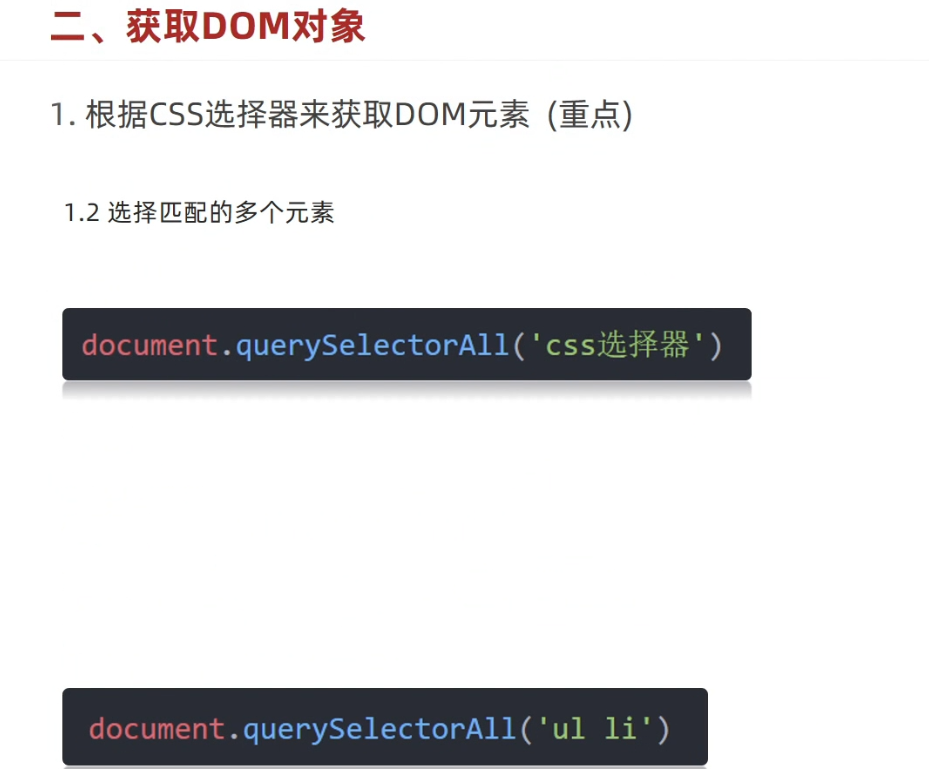 二、获取DOM对象
1. 根据CSS选择器来获取DOM元素 (重点)
1.2 选择匹配的多个元素
document.querySelectorAll('css选择器')
document.querySelectorAll('ul li')